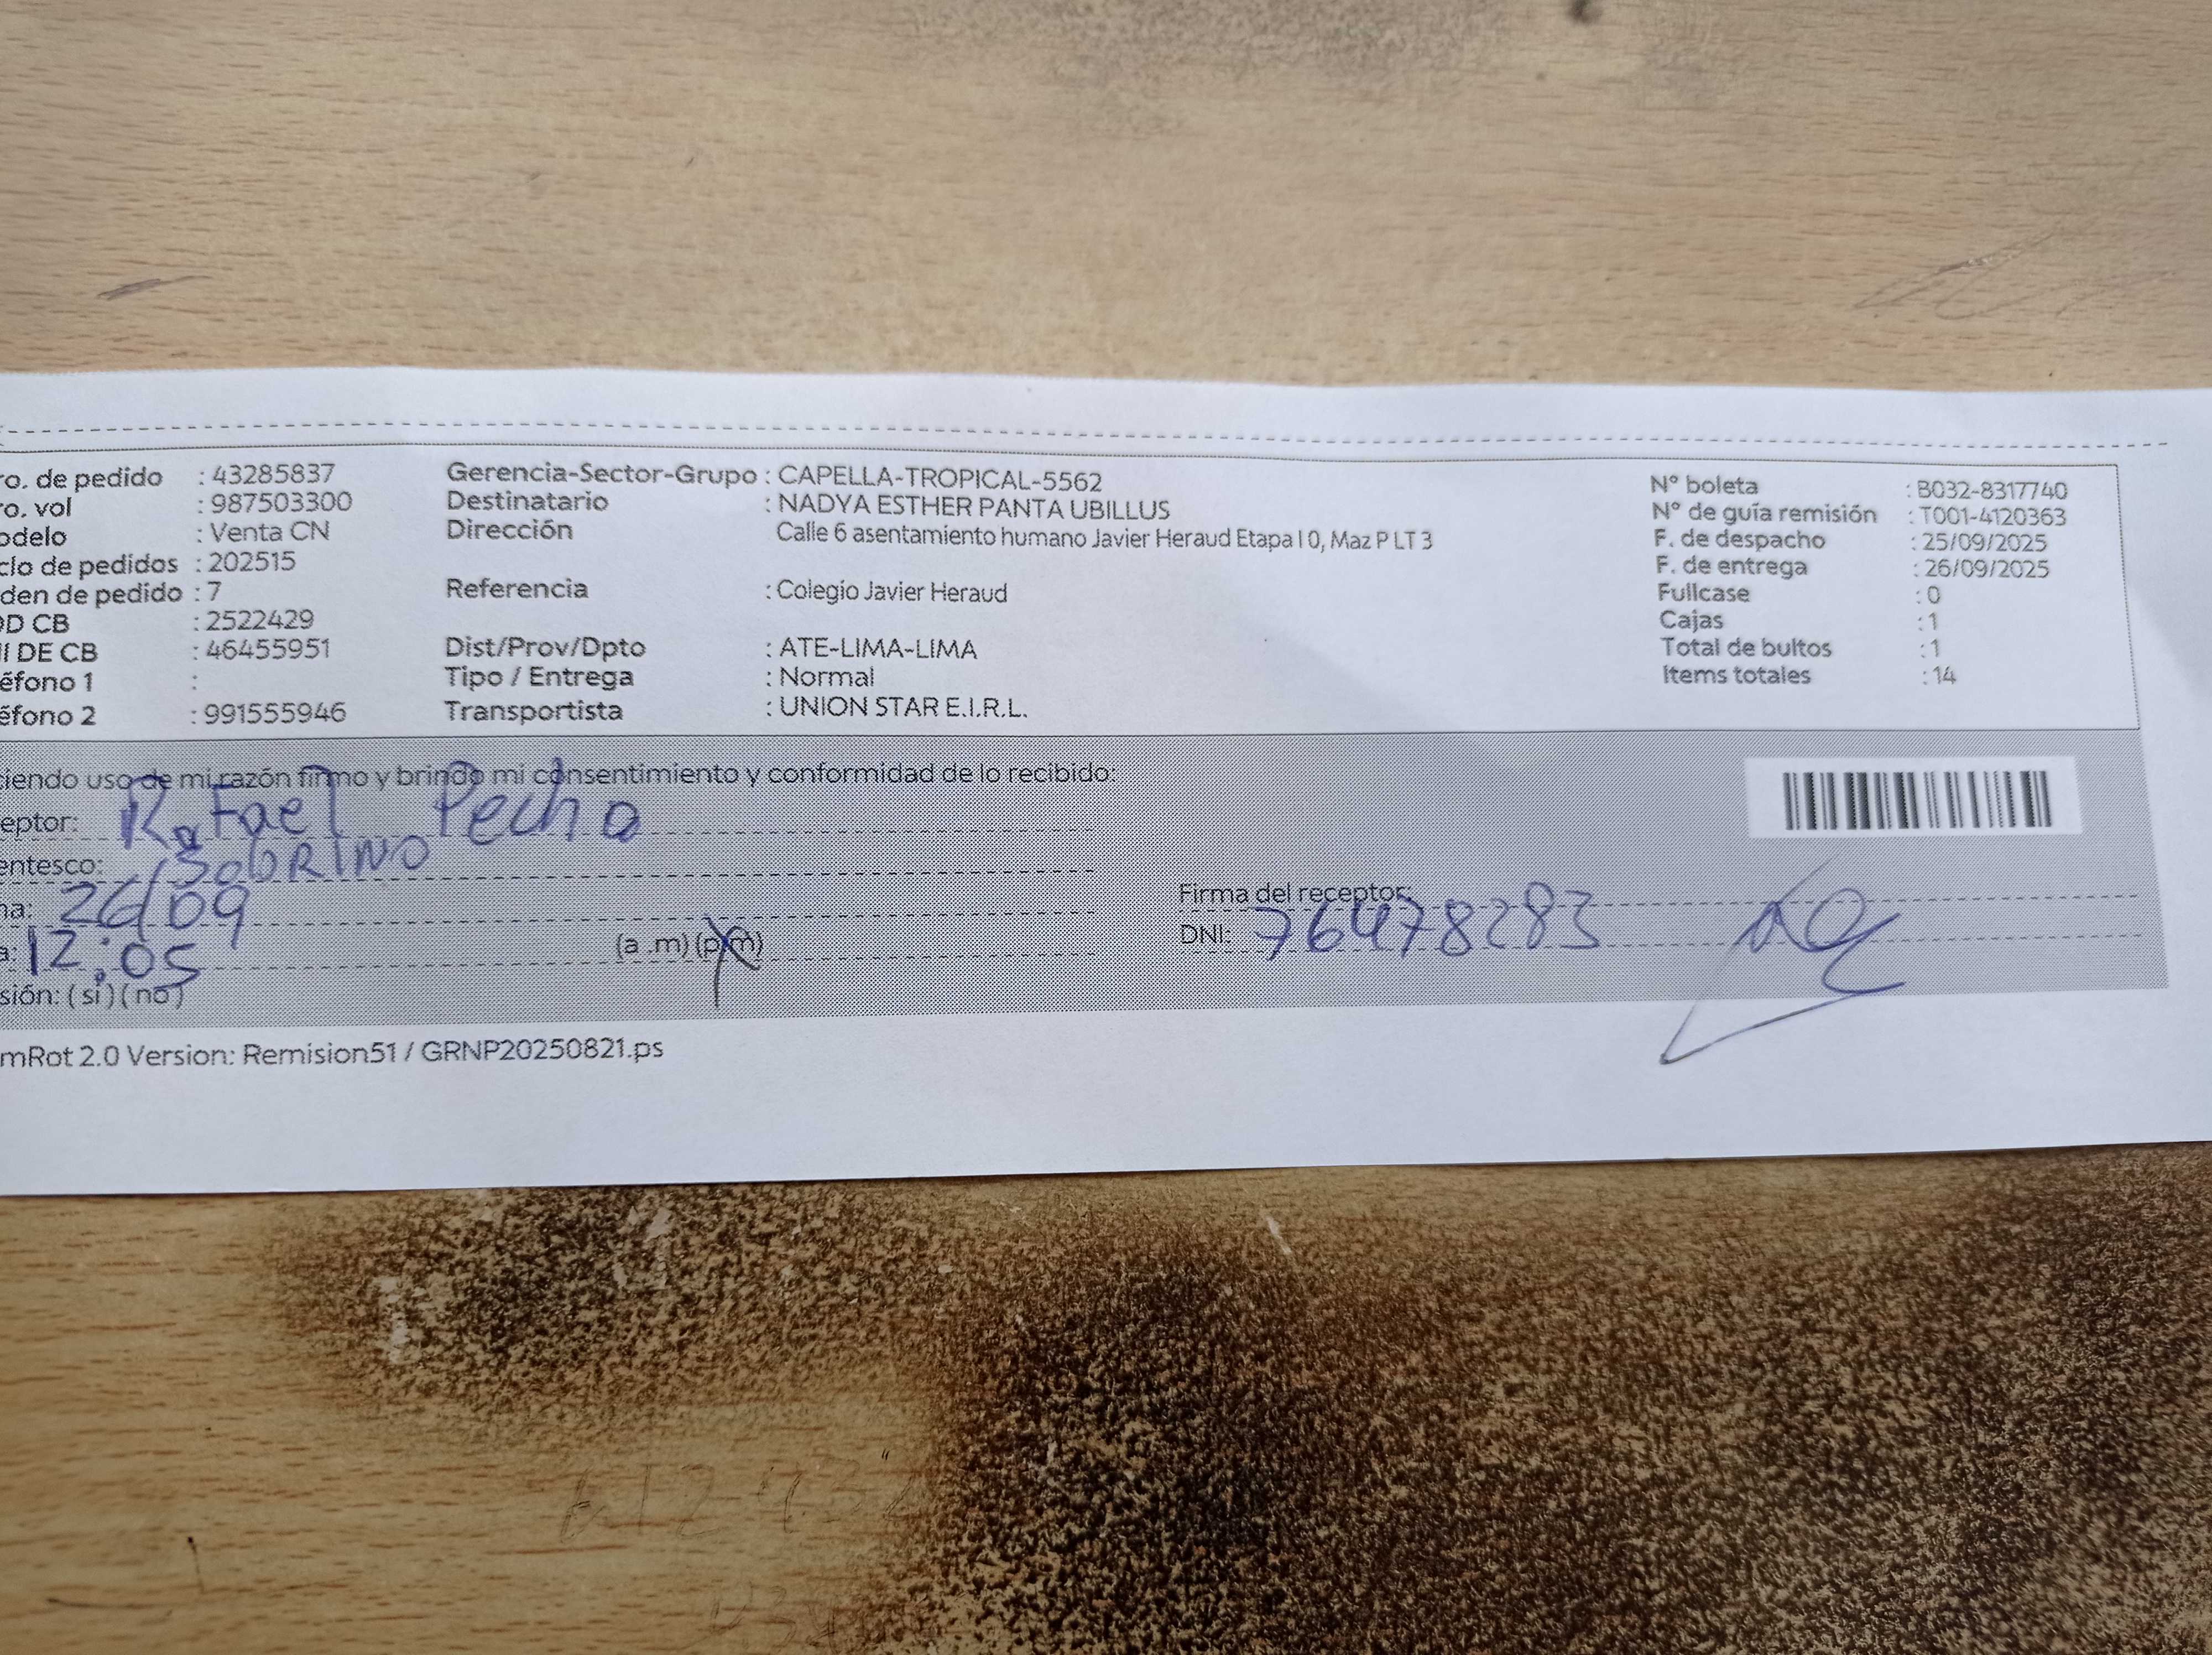 ro. de pedido : 43285837
ro. vol : 987503300
odelo : Venta CN
clo de pedidos : 202515
den de pedido : 7
D CB : 2522429
I DE CB : 46455951
éfono 1 :
éfono 2 : 991555946
Gerencia-Sector-Grupo : CAPELLA-TROPICAL-5562
Destinatario : NADYA ESTHER PANTA UBILLUS
Dirección Calle 6 asentamiento humano Javier Heraud Etapa I 0, Maz P LT 3
Referencia : Colegio Javier Heraud
Dist/Prov/Dpto : ATE-LIMA-LIMA
Tipo / Entrega : Normal
Transportista : UNION STAR E.I.R.L.
N° boleta : B032-8317740
N° de guía remisión : T001-4120363
F. de despacho : 25/09/2025
F. de entrega : 26/09/2025
Fullcase : 0
Cajas : 1
Total de bultos : 1
Items totales : 14
ciendo uso de mi razón firmo y brindo mi consentimiento y conformidad de lo recibido:
eptor: Rafael Pecho
entesco: SOBRINO
na: 26/09
a: 12:05 (a .m) (p.m)
sión: ( si ) ( no )
Firma del receptor:
DNI: 76478283
mRot 2.0 Version: Remision51 / GRNP20250821.ps